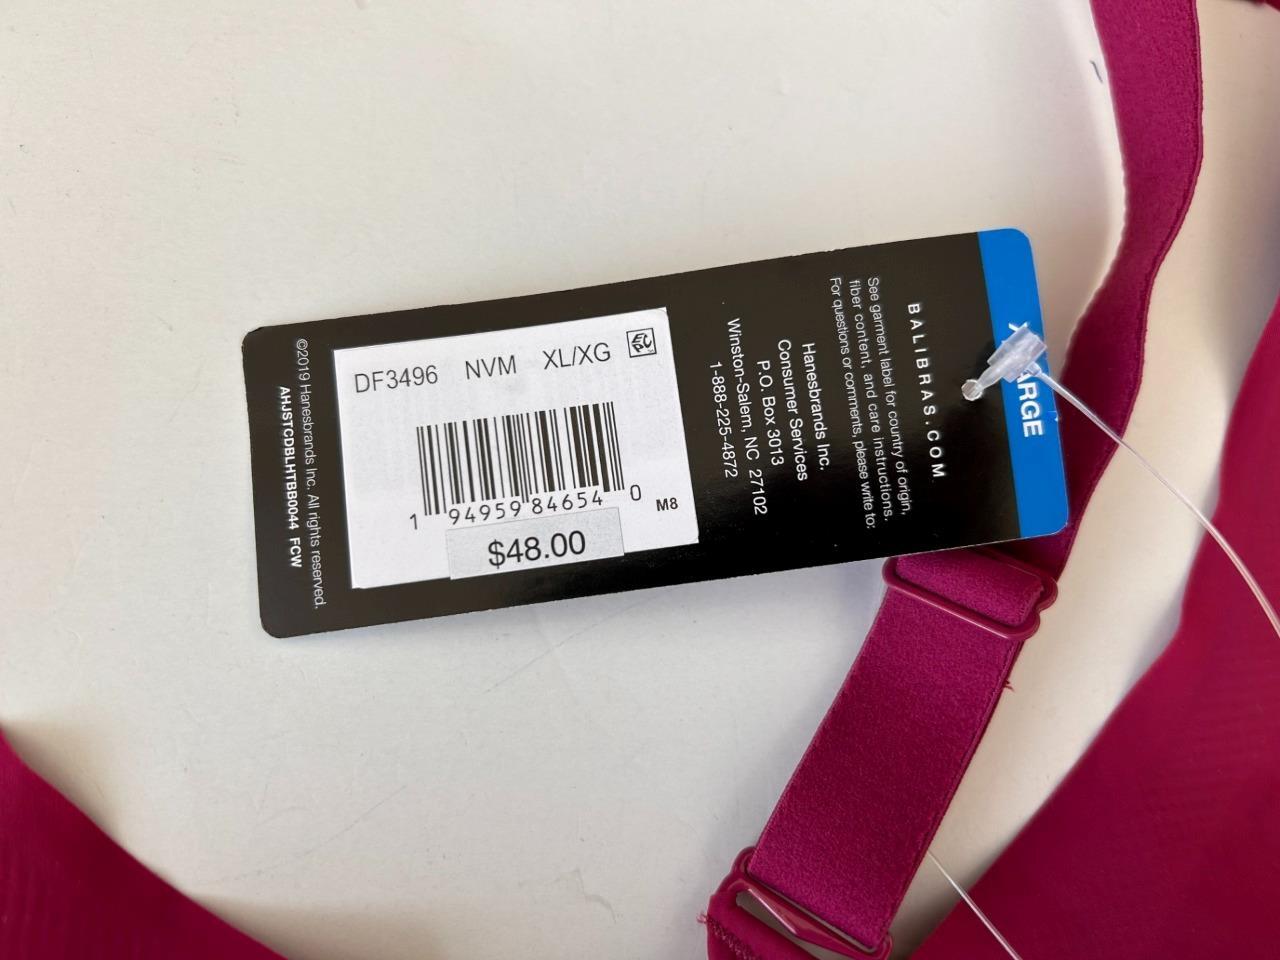 DF3496 NVM XL/XG
1 94959 84654 0
M8
$48.00
©2019 Hanesbrands Inc. All rights reserved.
AHJSTCDBLHTBB0044 FCW
BALIBRAS.COM
See garment label for country of origin,
fiber content, and care instructions.
For questions or comments, please write to:
Hanesbrands Inc.
Consumer Services
P.O. Box 3013
Winston-Salem, NC 27102
1-888-225-4872